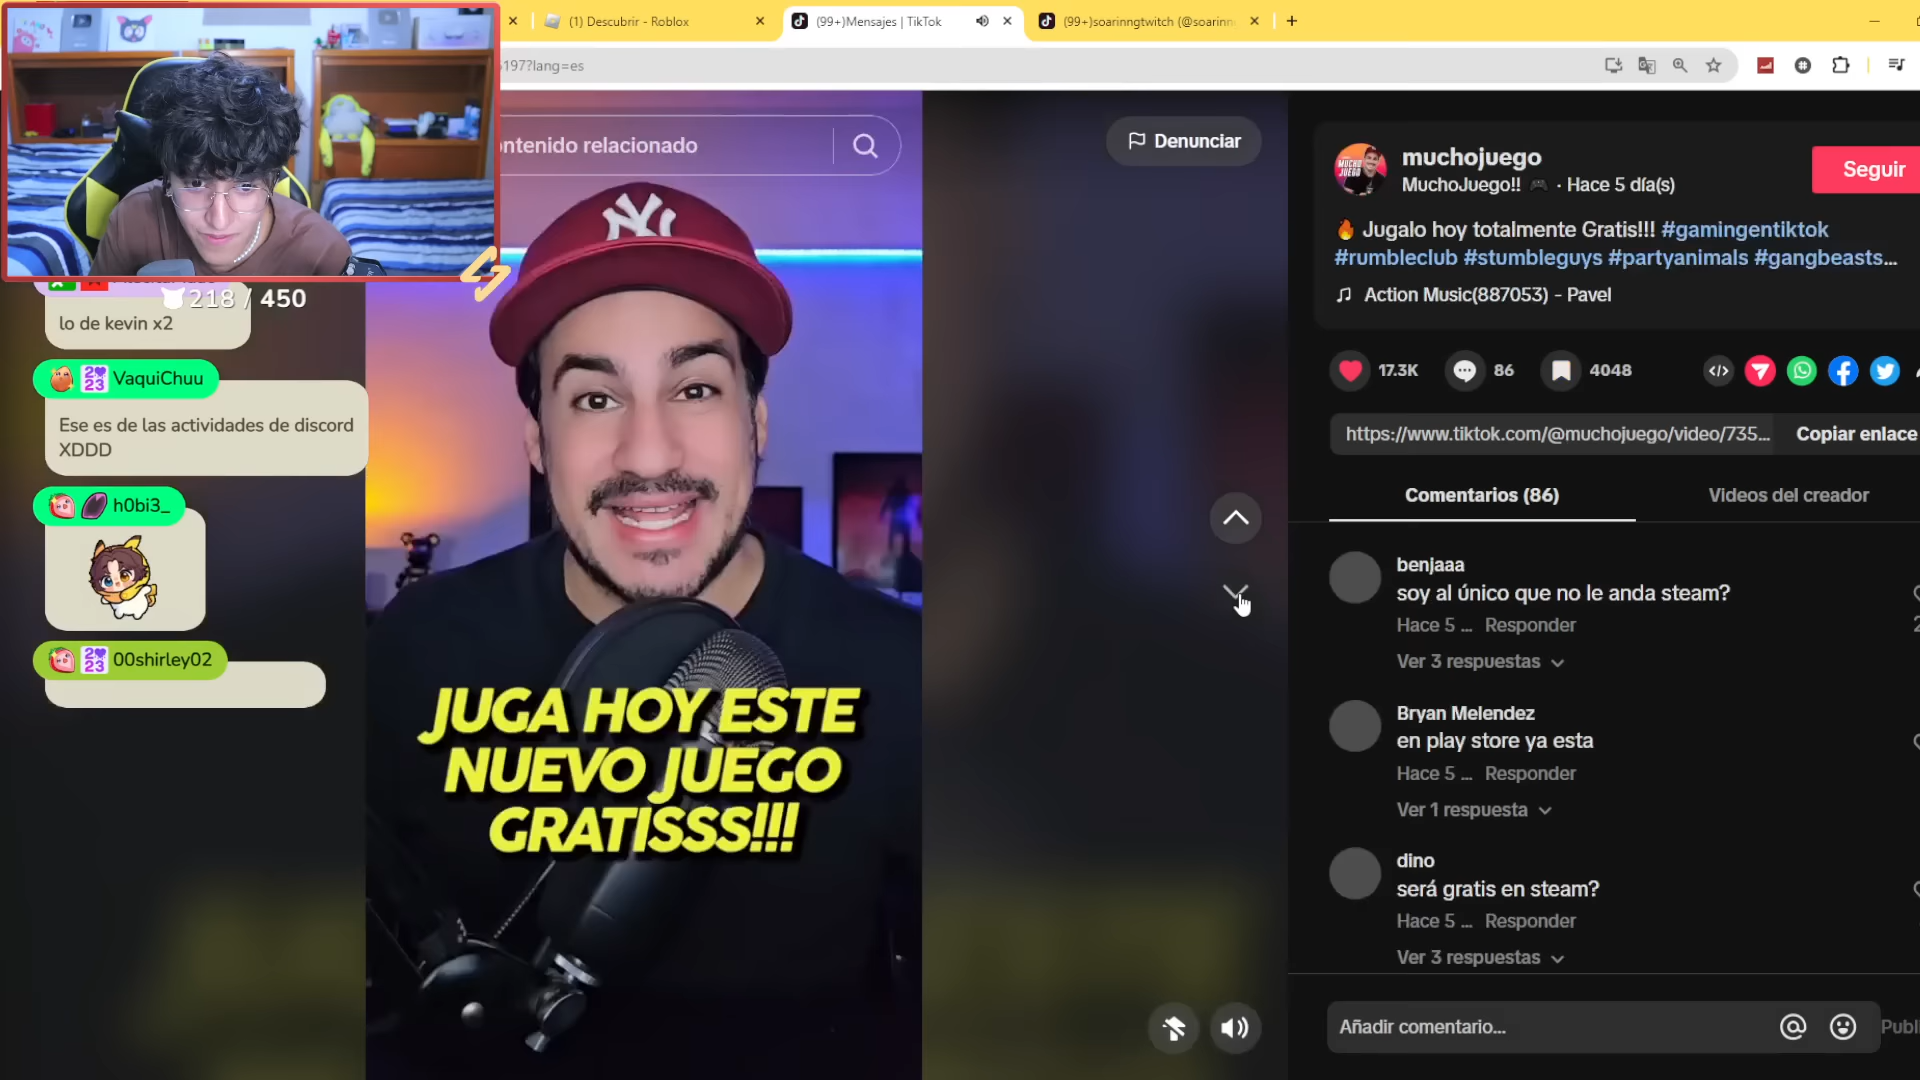 (1) Descubrir - Roblox
(99+)Mensajes | TikTok
(99+)soarinngtwitch (@soarinn
197?lang=es
ntenido relacionado
Denunciar
218 / 450
lo de kevin x2
VaquiChuu
Ese es de las actividades de discord
XDDD
h0bi3_
00shirley02
NY
JUGA HOY ESTE
NUEVO JUEGO
GRATISSS!!!
muchojuego
MuchoJuego!! 🎮 · Hace 5 día(s)
Seguir
🔥 Jugalo hoy totalmente Gratis!!! #gamingentiktok
#rumbleclub #stumbleguys #partyanimals #gangbeasts...
Action Music(887053) - Pavel
17.3K
86
4048
https://www.tiktok.com/@muchojuego/video/735...
Copiar enlace
Comentarios (86)
Videos del creador
benjaaa
soy al único que no le anda steam?
Hace 5 ... Responder
Ver 3 respuestas
Bryan Melendez
en play store ya esta
Hace 5 ... Responder
Ver 1 respuesta
dino
será gratis en steam?
Hace 5 ... Responder
Ver 3 respuestas
Añadir comentario...
Publi